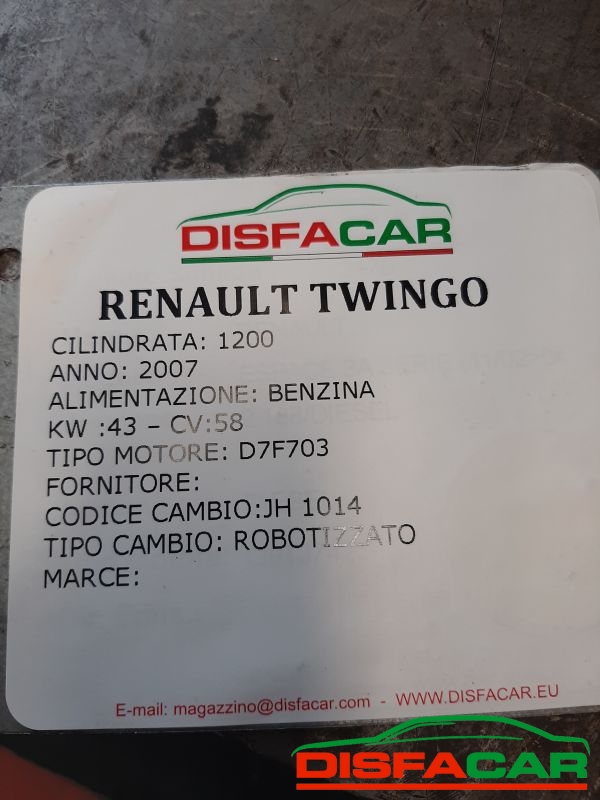 DISFACAR
RENAULT TWINGO
CILINDRATA: 1200
ANNO: 2007
ALIMENTAZIONE: BENZINA
KW :43 – CV:58
TIPO MOTORE: D7F703
FORNITORE:
CODICE CAMBIO:JH 1014
TIPO CAMBIO: ROBOTIZZATO
MARCE:
E-mail: magazzino@disfacar.com - WWW.DISFACAR.EU
DISFACAR